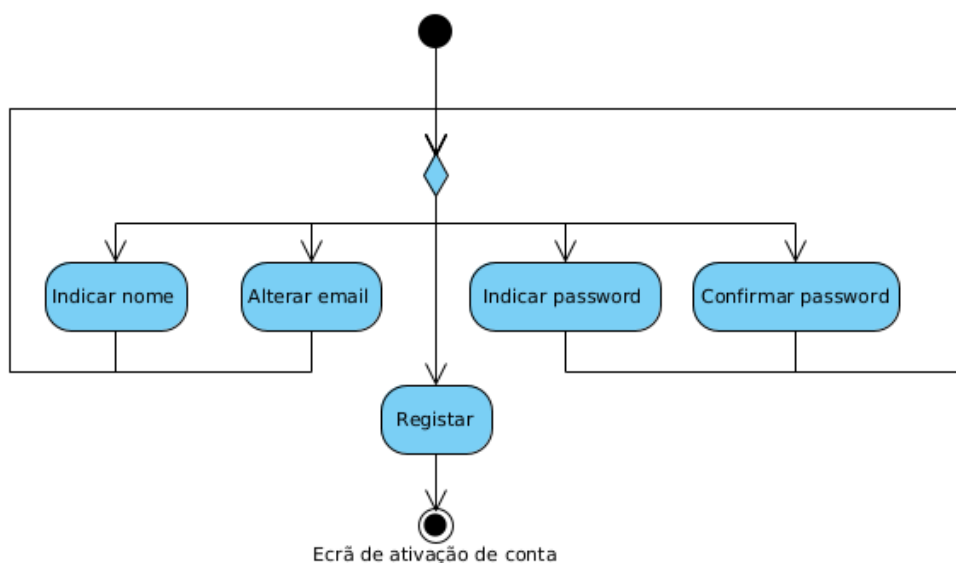 Indicar nome
Alterar email
Indicar password
Confirmar password
Registar
Ecrã de ativação de conta